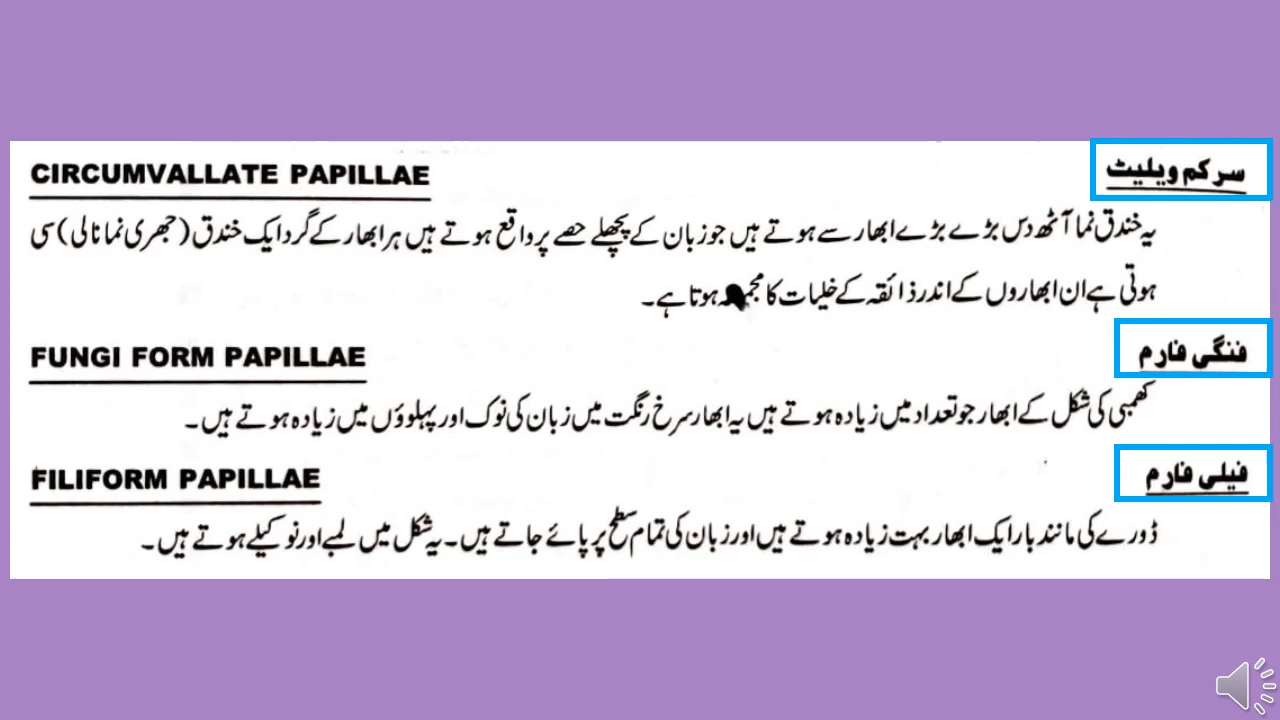 CIRCUMVALLATE PAPILLAE سرکم ویلیٹ
یہ خندق نما آٹھ دس بڑے بڑے ابھار سے ہوتے ہیں جو زبان کے پچھلے حصے پر واقع ہوتے ہیں ہر ابھار کے گرد ایک خندق (جھری نما نالی) سی
ہوتی ہے ان ابھاروں کے اندر ذائقہ کے خلیات کا ہوتا ہے۔
FUNGI FORM PAPILLAE فنگی فارم
کھمبی کی شکل کے ابھار جو تعداد میں زیادہ ہوتے ہیں یہ ابھار سرخ رنگت میں زبان کی نوک اور پہلوؤں میں زیادہ ہوتے ہیں۔
FILIFORM PAPILLAE فیلی فارم
ڈورے کی مانند بارایک ابھار بہت زیادہ ہوتے ہیں اور زبان کی تمام سطح پر پائے جاتے ہیں۔ یہ شکل میں لمبے اور نوکیلے ہوتے ہیں۔